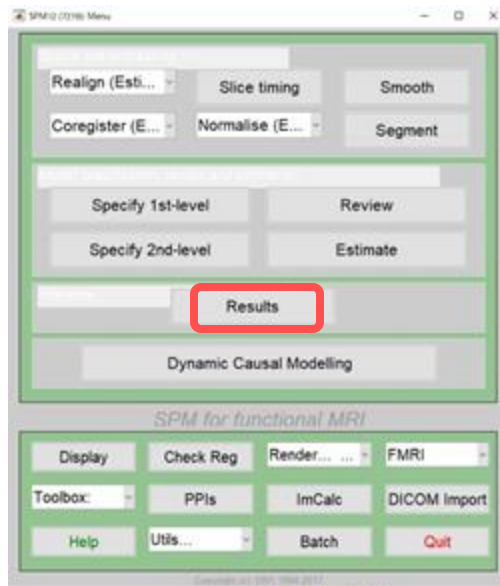 SPM12 (7219): Menu
Realign (Esti...
Slice timing
Smooth
Coregister (E...
Normalise (E...
Segment
Specify 1st-level
Review
Specify 2nd-level
Estimate
Results
Dynamic Causal Modelling
SPM for functional MRI
Display
Check Reg
Render... ...
FMRI
Toolbox:
PPIs
ImCalc
DICOM Import
Help
Utils...
Batch
Quit